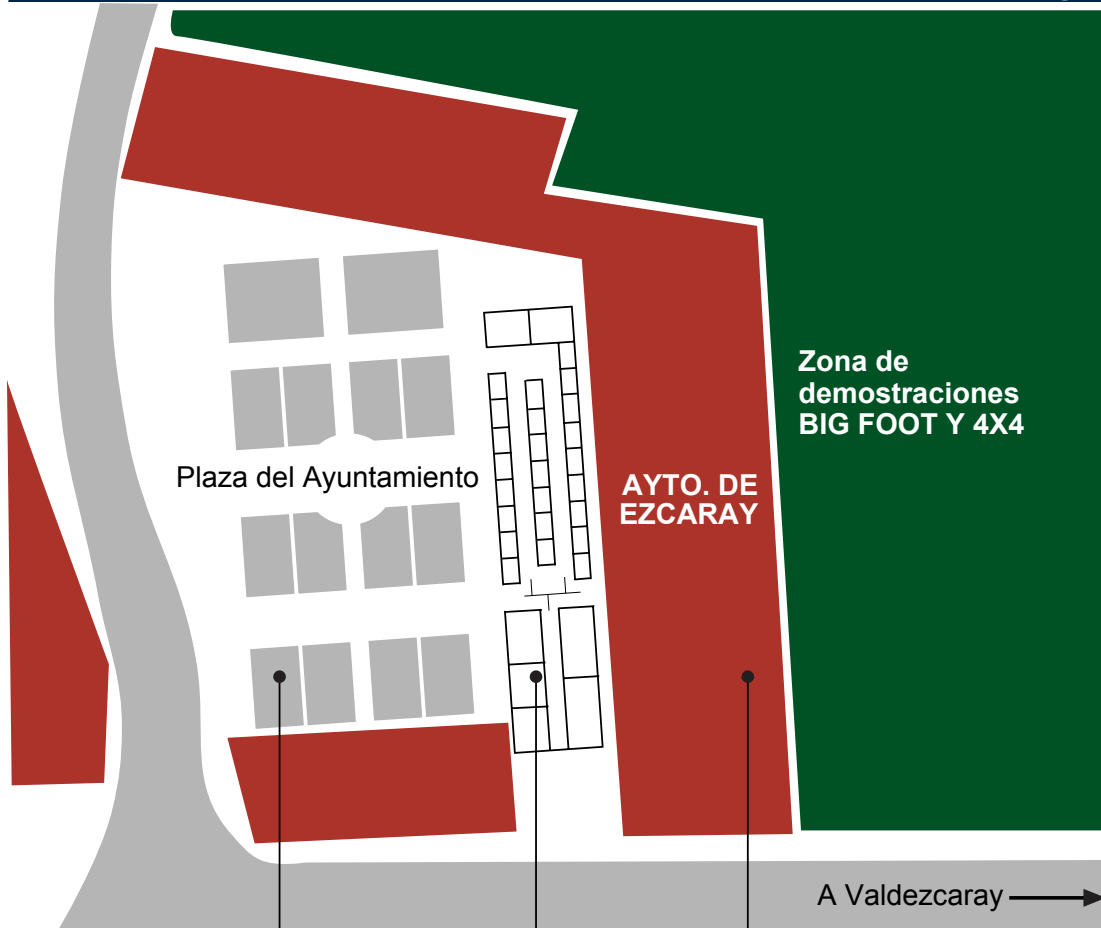 Zona de
demostraciones
BIG FOOT Y 4X4
Plaza del Ayuntamiento
AYTO. DE
EZCARAY
A Valdezcaray